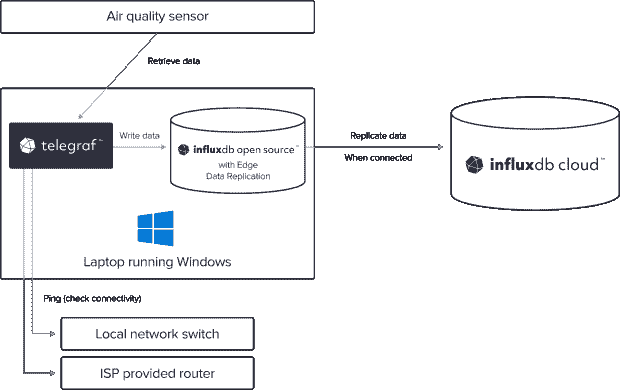 Air quality sensor
Retrieve data
telegraf™
Write data
influxdb open source™
with Edge
Data Replication
Replicate data
When connected
influxdb cloud™
Laptop running Windows
Ping (check connectivity)
Local network switch
ISP provided router